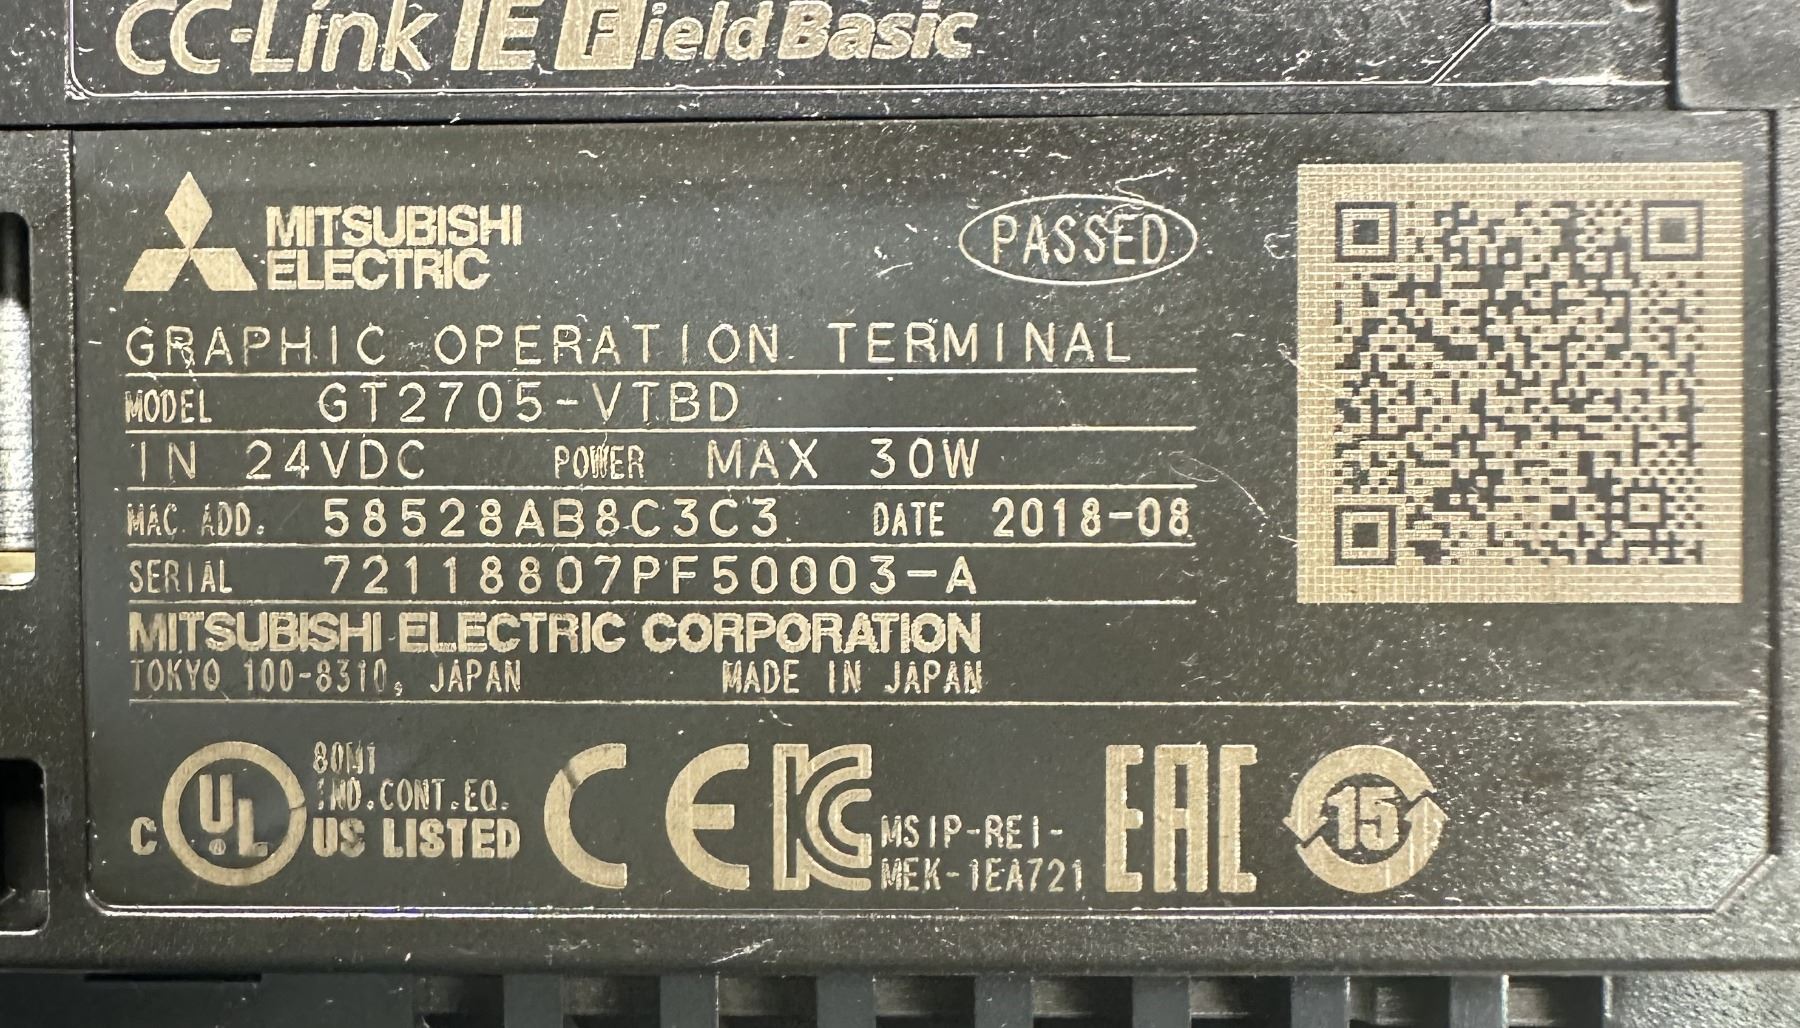 CC-Link IE Field Basic
MITSUBISHI
ELECTRIC
PASSED
GRAPHIC OPERATION TERMINAL
MODEL GT2705-VTBD
IN 24VDC POWER MAX 30W
MAC. ADD. 58528AB8C3C3 DATE 2018-08
SERIAL 72118807PF50003-A
MITSUBISHI ELECTRIC CORPORATION
TOKYO 100-8310, JAPAN MADE IN JAPAN
C UL ® US LISTED
80M1
IND.CONT.EQ.
CE
KC
MSIP-REI-
MEK-1EA721
EAC
15